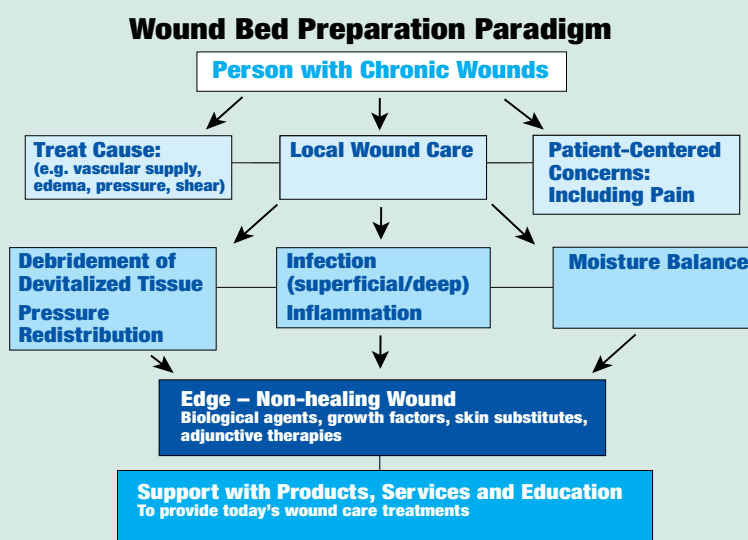 Wound Bed Preparation Paradigm
Person with Chronic Wounds
Treat Cause:
(e.g. vascular supply,
edema, pressure, shear)
Local Wound Care
Patient-Centered
Concerns:
Including Pain
Debridement of
Devitalized Tissue
Pressure
Redistribution
Infection
(superficial/deep)
Inflammation
Moisture Balance
Edge – Non-healing Wound
Biological agents, growth factors, skin substitutes,
adjunctive therapies
Support with Products, Services and Education
To provide today's wound care treatments